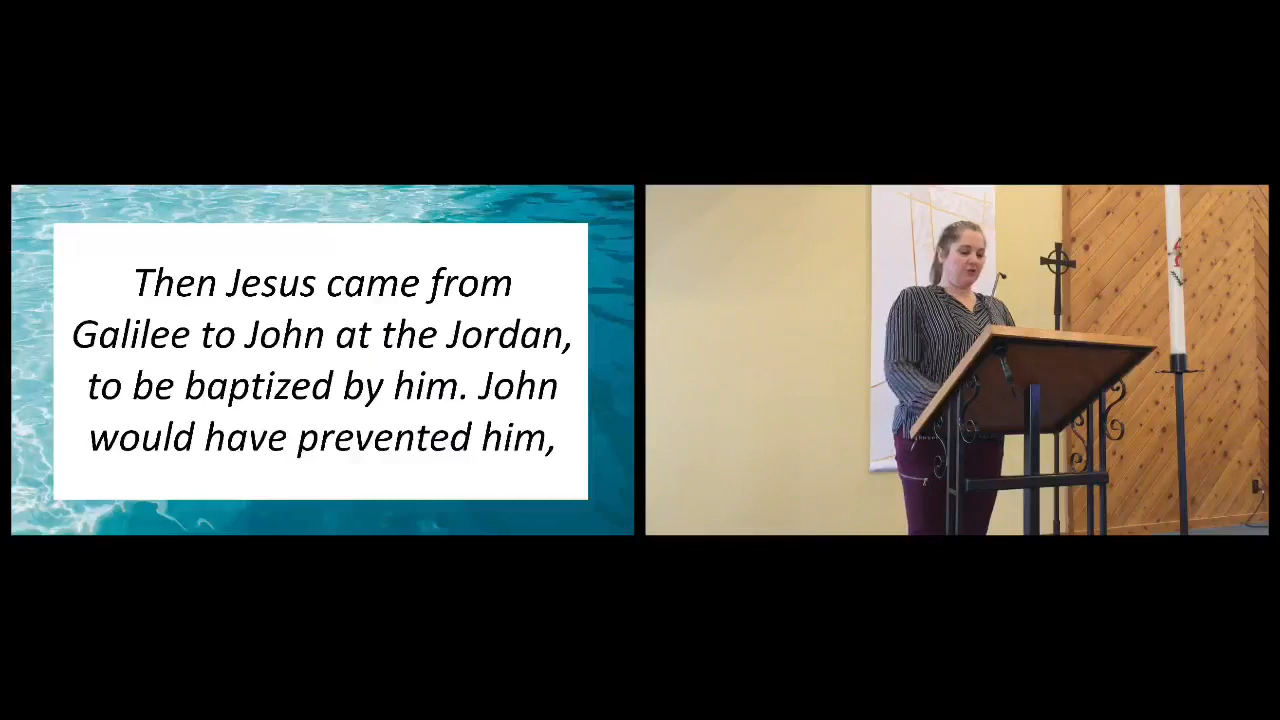 Then Jesus came from
Galilee to John at the Jordan,
to be baptized by him. John
would have prevented him,